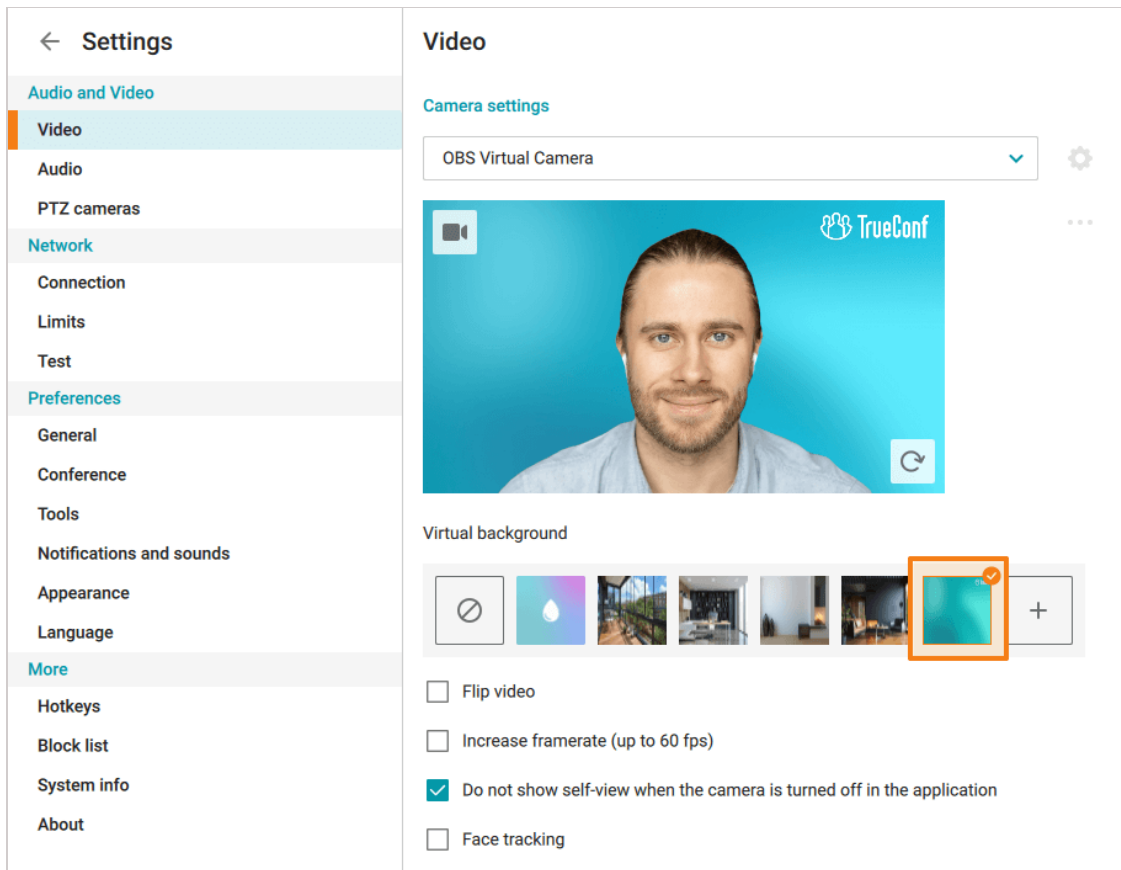 Settings
Audio and Video
Video
Audio
PTZ cameras
Network
Connection
Limits
Test
Preferences
General
Conference
Tools
Notifications and sounds
Appearance
Language
More
Hotkeys
Block list
System info
About
Video
Camera settings
OBS Virtual Camera
TrueConf
Virtual background
Flip video
Increase framerate (up to 60 fps)
Do not show self-view when the camera is turned off in the application
Face tracking